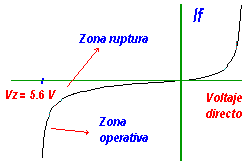 If
Zona ruptura
Vz = 5.6 V
Voltaje
directo
Zona
operativa